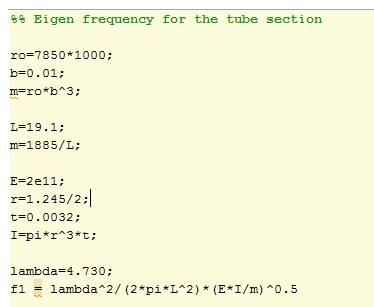 %% Eigen frequency for the tube section
ro=7850*1000;
b=0.01;
m=ro*b^3;
L=19.1;
m=1885/L;
E=2e11;
r=1.245/2;
t=0.0032;
I=pi*r^3*t;
lambda=4.730;
f1 = lambda^2/(2*pi*L^2)*(E*I/m)^0.5